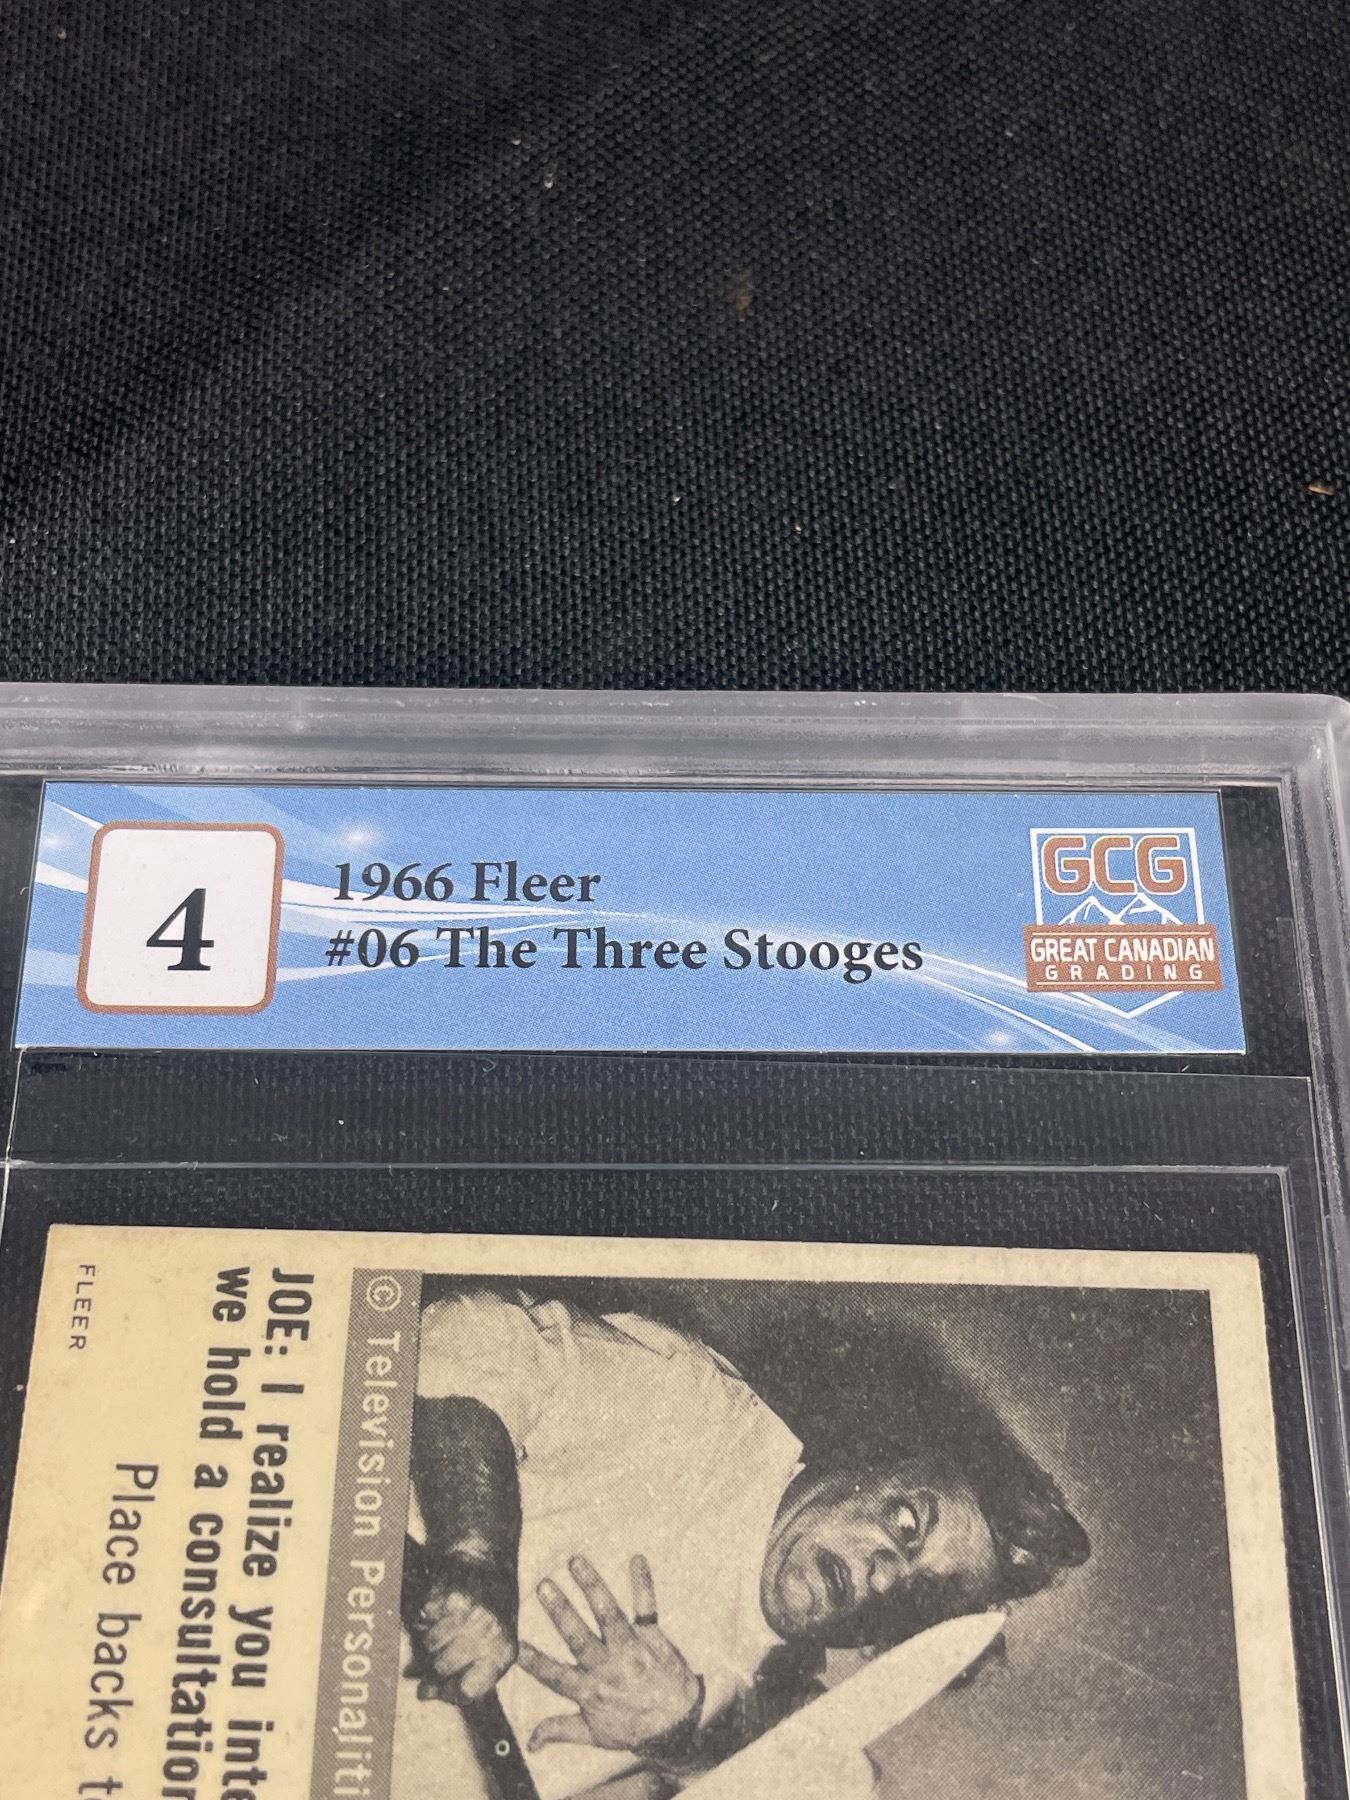 4
1966 Fleer
#06 The Three Stooges
GCG
GREAT CANADIAN
GRADING
© Television Personaliti
JOE: I realize you inte
we hold a consultation
Place backs t
FLEER